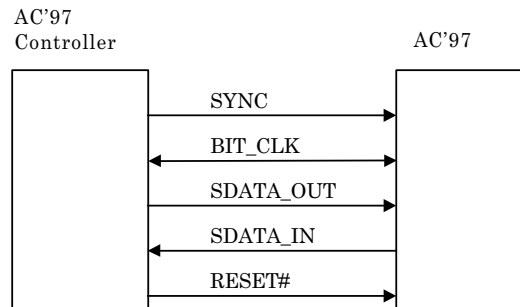 AC'97
Controller
AC'97
SYNC
BIT_CLK
SDATA_OUT
SDATA_IN
RESET#